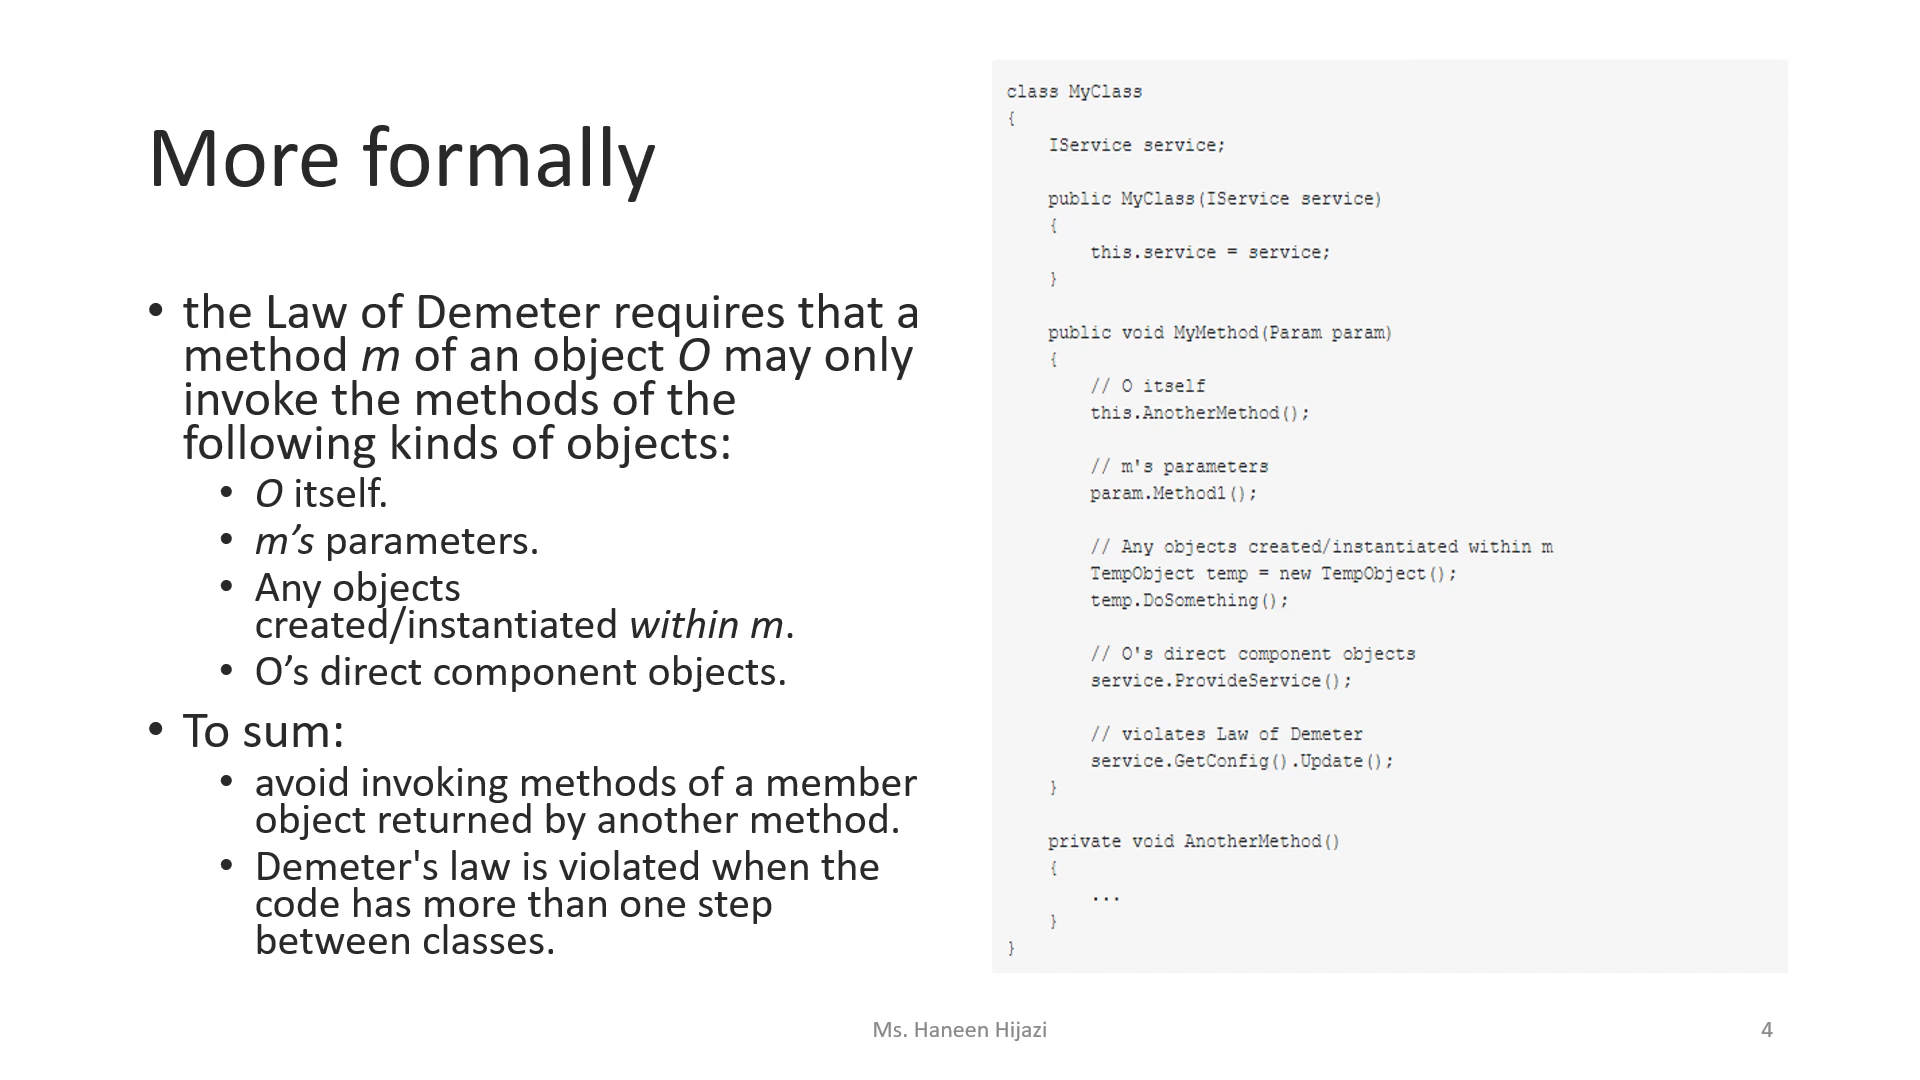 More formally
• the Law of Demeter requires that a
method m of an object O may only
invoke the methods of the
following kinds of objects:
• O itself.
• m’s parameters.
• Any objects
created/instantiated within m.
• O’s direct component objects.
• To sum:
• avoid invoking methods of a member
object returned by another method.
• Demeter's law is violated when the
code has more than one step
between classes.
class MyClass
{
    IService service;
    public MyClass(IService service)
    {
        this.service = service;
    }
    public void MyMethod(Param param)
    {
        // O itself
        this.AnotherMethod();
        // m's parameters
        param.Method1();
        // Any objects created/instantiated within m
        TempObject temp = new TempObject();
        temp.DoSomething();
        // O's direct component objects
        service.ProvideService();
        // violates Law of Demeter
        service.GetConfig().Update();
    }
    private void AnotherMethod()
    {
        ...
    }
}
Ms. Haneen Hijazi
4